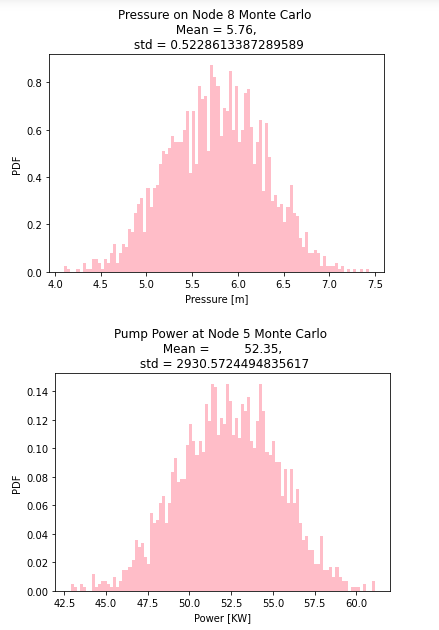 Pressure on Node 8 Monte Carlo
Mean = 5.76,
std = 0.5228613387289589
0.8
0.6
0.4
0.2
0.0
PDF
4.0 4.5 5.0 5.5 6.0 6.5 7.0 7.5
Pressure [m]
Pump Power at Node 5 Monte Carlo
Mean = 52.35,
std = 2930.5724494835617
0.14
0.12
0.10
0.08
0.06
0.04
0.02
0.00
PDF
42.5 45.0 47.5 50.0 52.5 55.0 57.5 60.0
Power [KW]